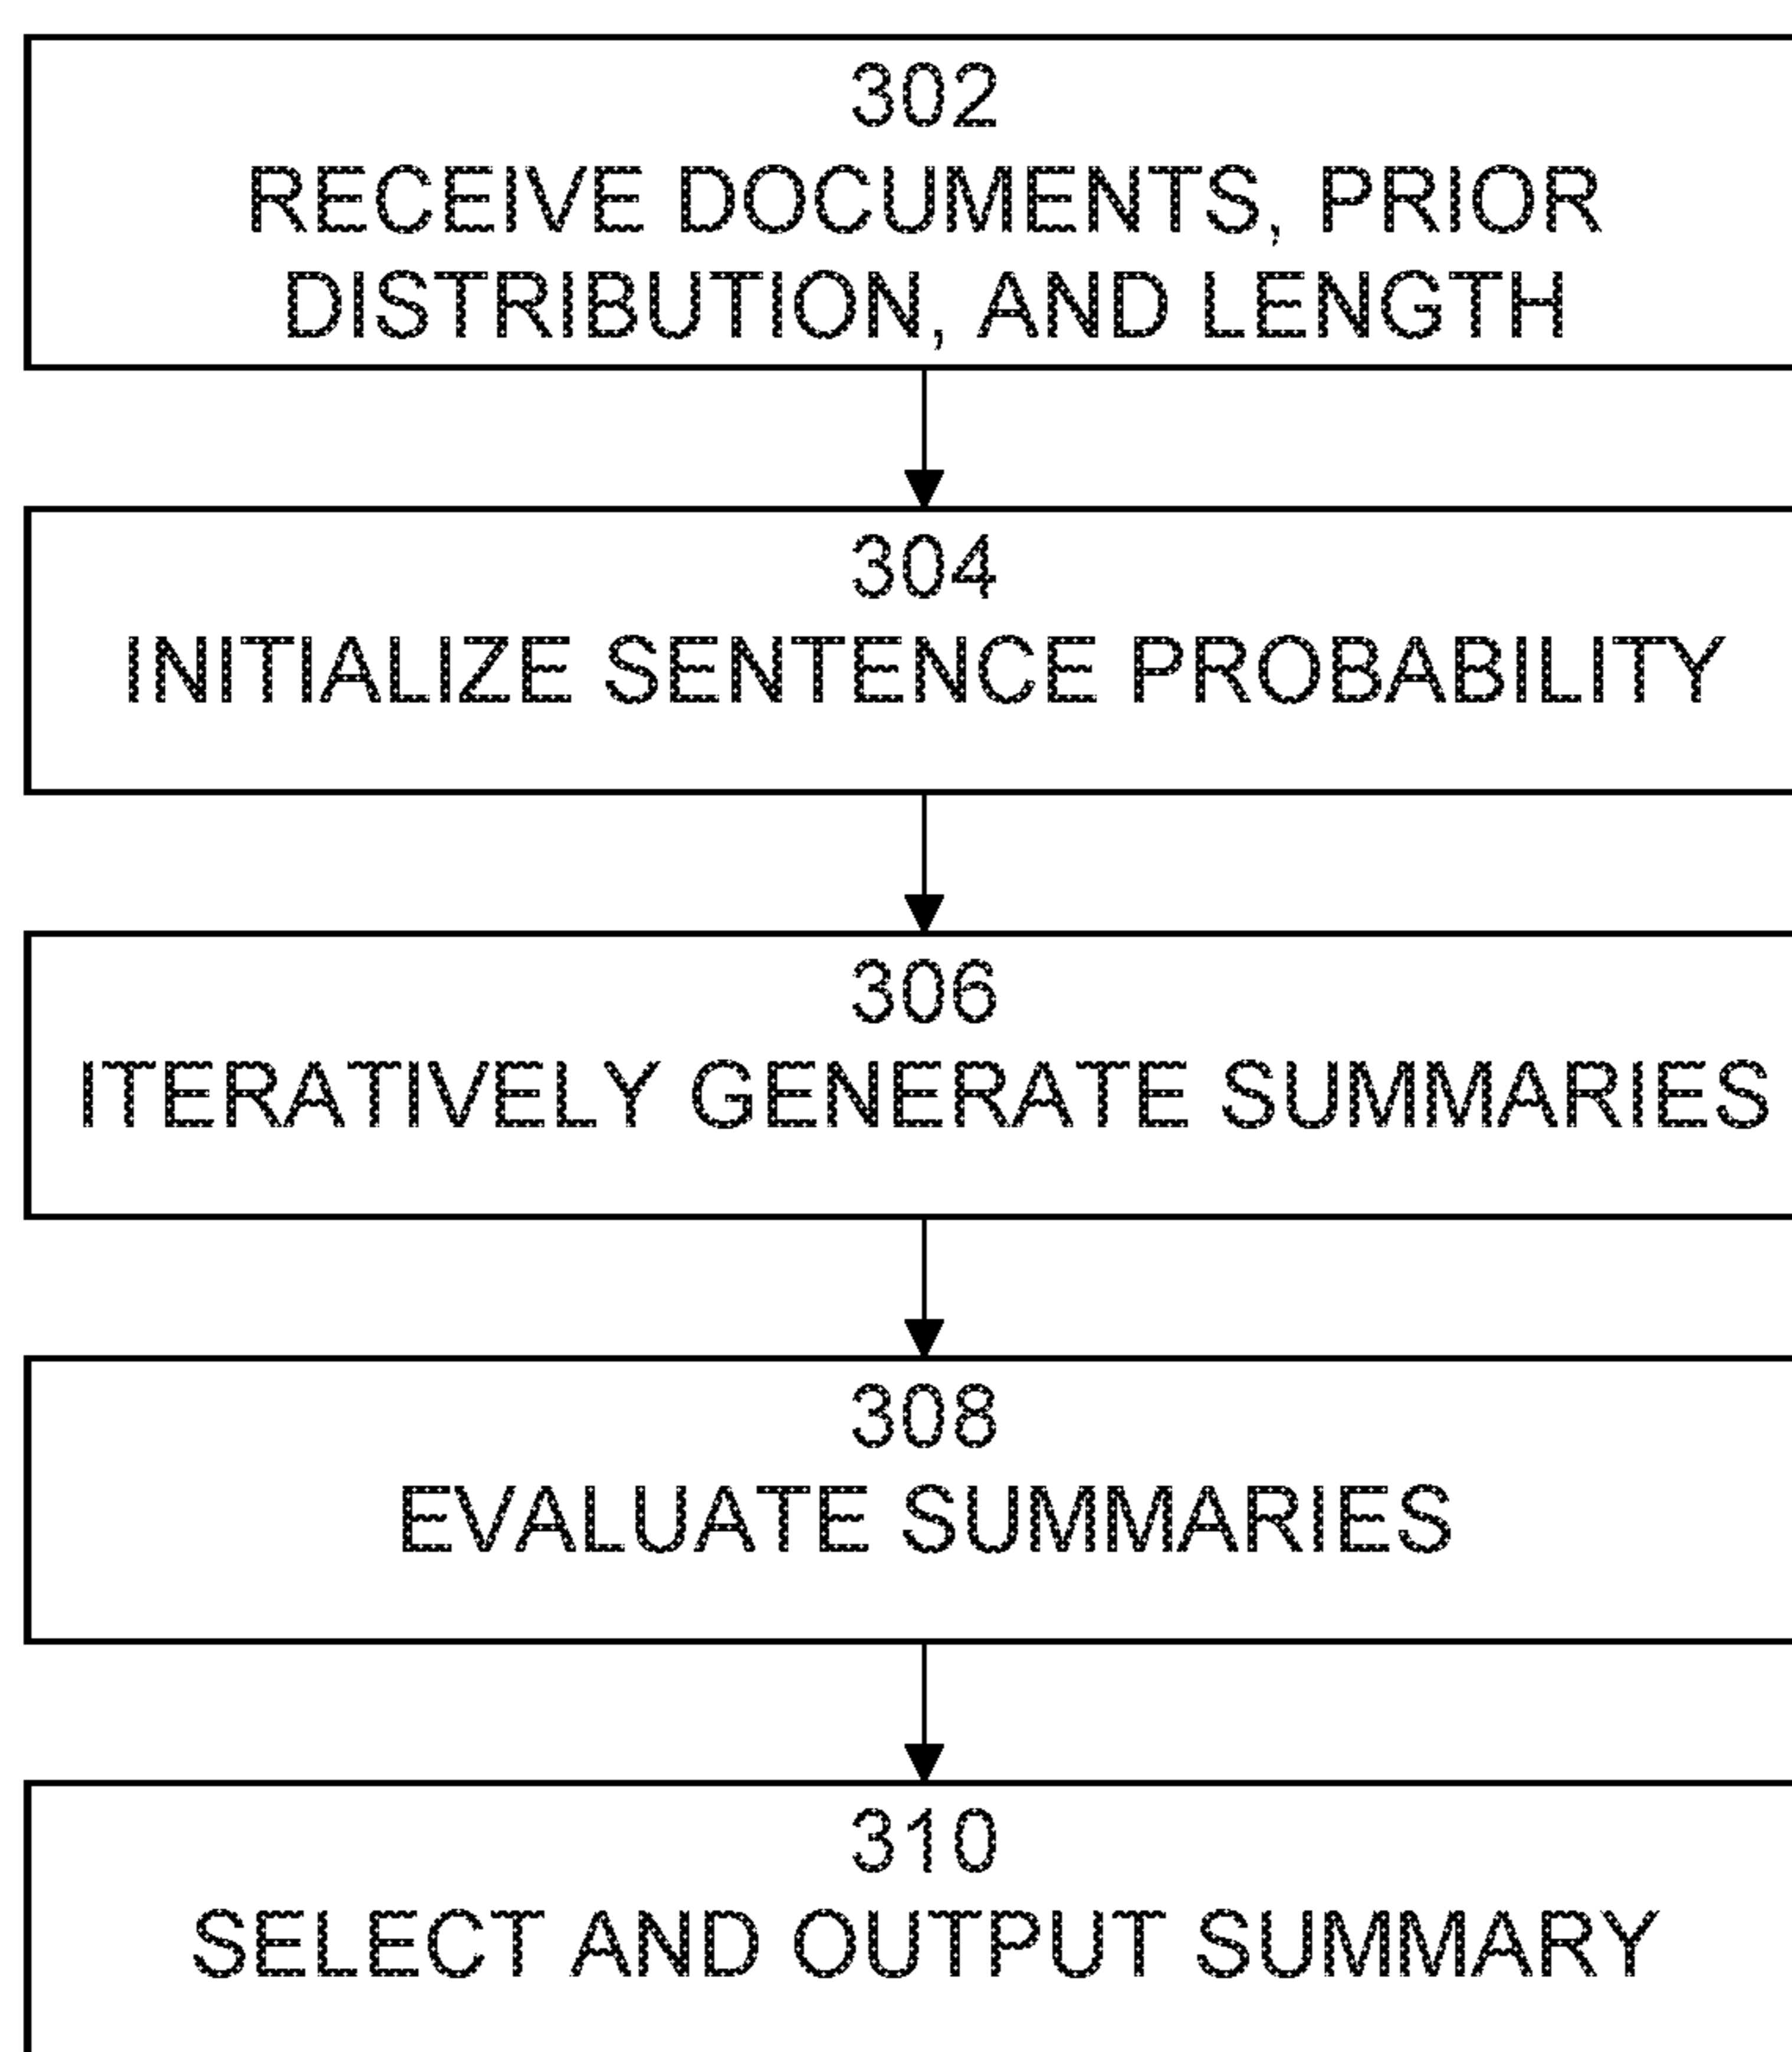 302
RECEIVE DOCUMENTS, PRIOR
DISTRIBUTION, AND LENGTH
304
INITIALIZE SENTENCE PROBABILITY
306
ITERATIVELY GENERATE SUMMARIES
308
EVALUATE SUMMARIES
310
SELECT AND OUTPUT SUMMARY